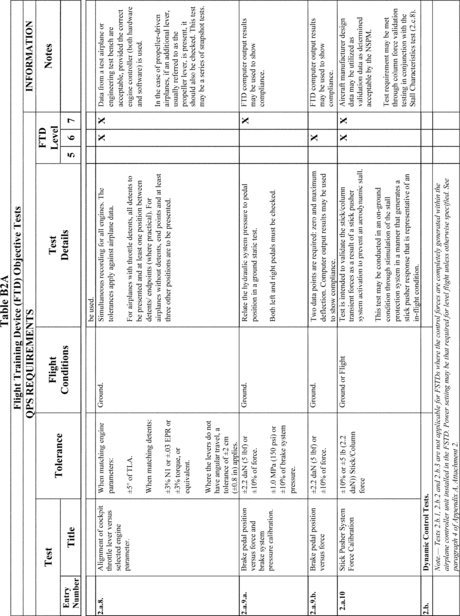 Table B2A
Flight Training Device (FTD) Objective Tests
QPS REQUIREMENTS
INFORMATION
Test
Entry Number
Title
Tolerance
Flight Conditions
Test Details
FTD Level
5 6 7
Notes
be used.
2.a.8.
Alignment of cockpit
throttle lever versus
selected engine
parameter.
When matching engine
parameters:
±5° of TLA.
When matching detents:
±3% N1 or ±.03 EPR or
±3% torque, or
equivalent.
Where the levers do not
have angular travel, a
tolerance of ±2 cm
(±0.8 in) applies.
Ground.
Simultaneous recording for all engines. The
tolerances apply against airplane data.
For airplanes with throttle detents, all detents to
be presented and at least one position between
detents/ endpoints (where practical). For
airplanes without detents, end points and at least
three other positions are to be presented.
X X
Data from a test airplane or
engineering test bench are
acceptable, provided the correct
engine controller (both hardware
and software) is used.
In the case of propeller-driven
airplanes, if an additional lever,
usually referred to as the
propeller lever, is present, it
should also be checked. This test
may be a series of snapshot tests.
2.a.9.a.
Brake pedal position
versus force and
brake system
pressure calibration.
±2.2 daN (5 lbf) or
±10% of force.
±1.0 MPa (150 psi) or
±10% of brake system
pressure.
Ground.
Relate the hydraulic system pressure to pedal
position in a ground static test.
Both left and right pedals must be checked.
X
FTD computer output results
may be used to show
compliance.
2.a.9.b.
Brake pedal position
versus force
±2.2 daN (5 lbf) or
±10% of force.
Ground.
Two data points are required: zero and maximum
deflection. Computer output results may be used
to show compliance.
X
FTD computer output results
may be used to show
compliance.
2.a.10
Stick Pusher System
Force Calibration
±10% or ±5 lb (2.2
daN)) Stick/Column
force
Ground or Flight
Test is intended to validate the stick/column
transient forces as a result of a stick pusher
system activation to prevent an aerodynamic stall.
This test may be conducted in an on-ground
condition through stimulation of the stall
protection system in a manner that generates a
stick pusher response that is representative of an
in-flight condition.
X X
Aircraft manufacturer design
data may be utilized as
validation data as determined
acceptable by the NSPM.
Test requirement may be met
through column force validation
testing in conjunction with the
Stall Characteristics test (2.c.8).
2.b.
Dynamic Control Tests.
Note.— Tests 2.b.1, 2.b.2 and 2.b.3 are not applicable for FSTDs where the control forces are completely generated within the
airplane controller unit installed in the FSTD. Power setting may be that required for level flight unless otherwise specified. See
paragraph 4 of Appendix A, Attachment 2.